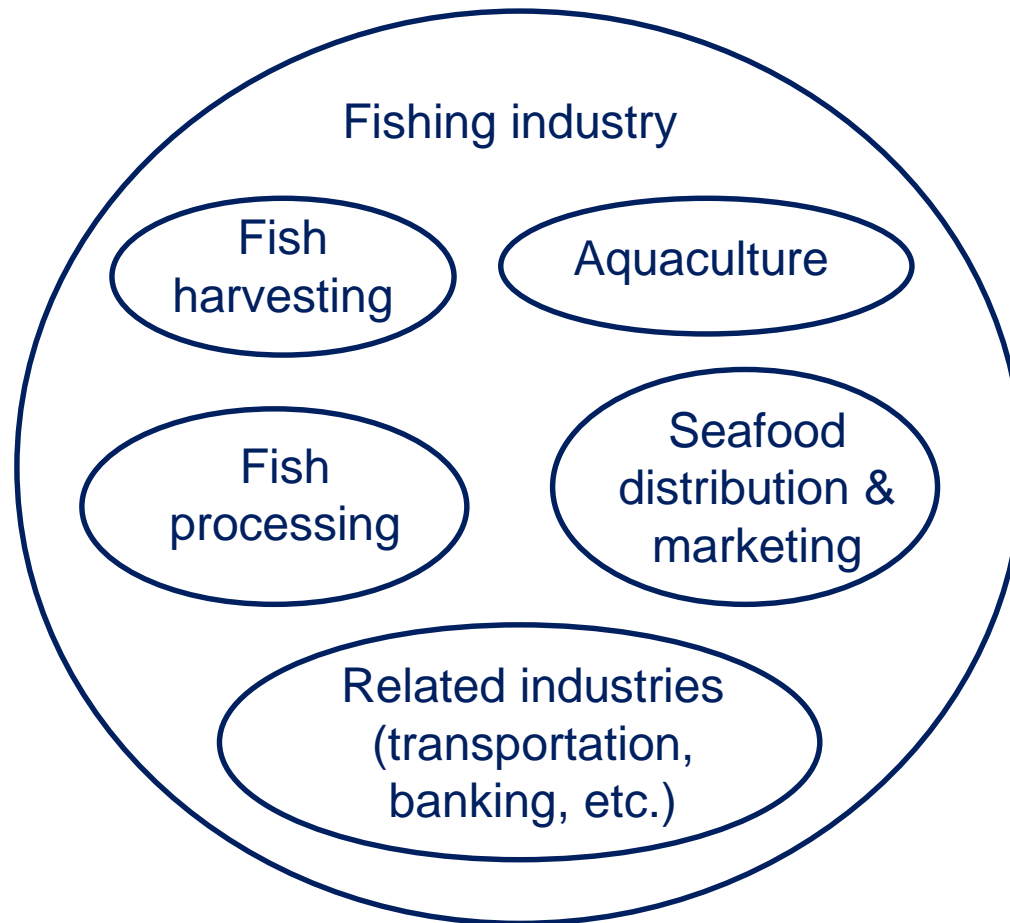 Fishing industry
Fish
harvesting
Aquaculture
Fish
processing
Seafood
distribution &
marketing
Related industries
(transportation,
banking, etc.)